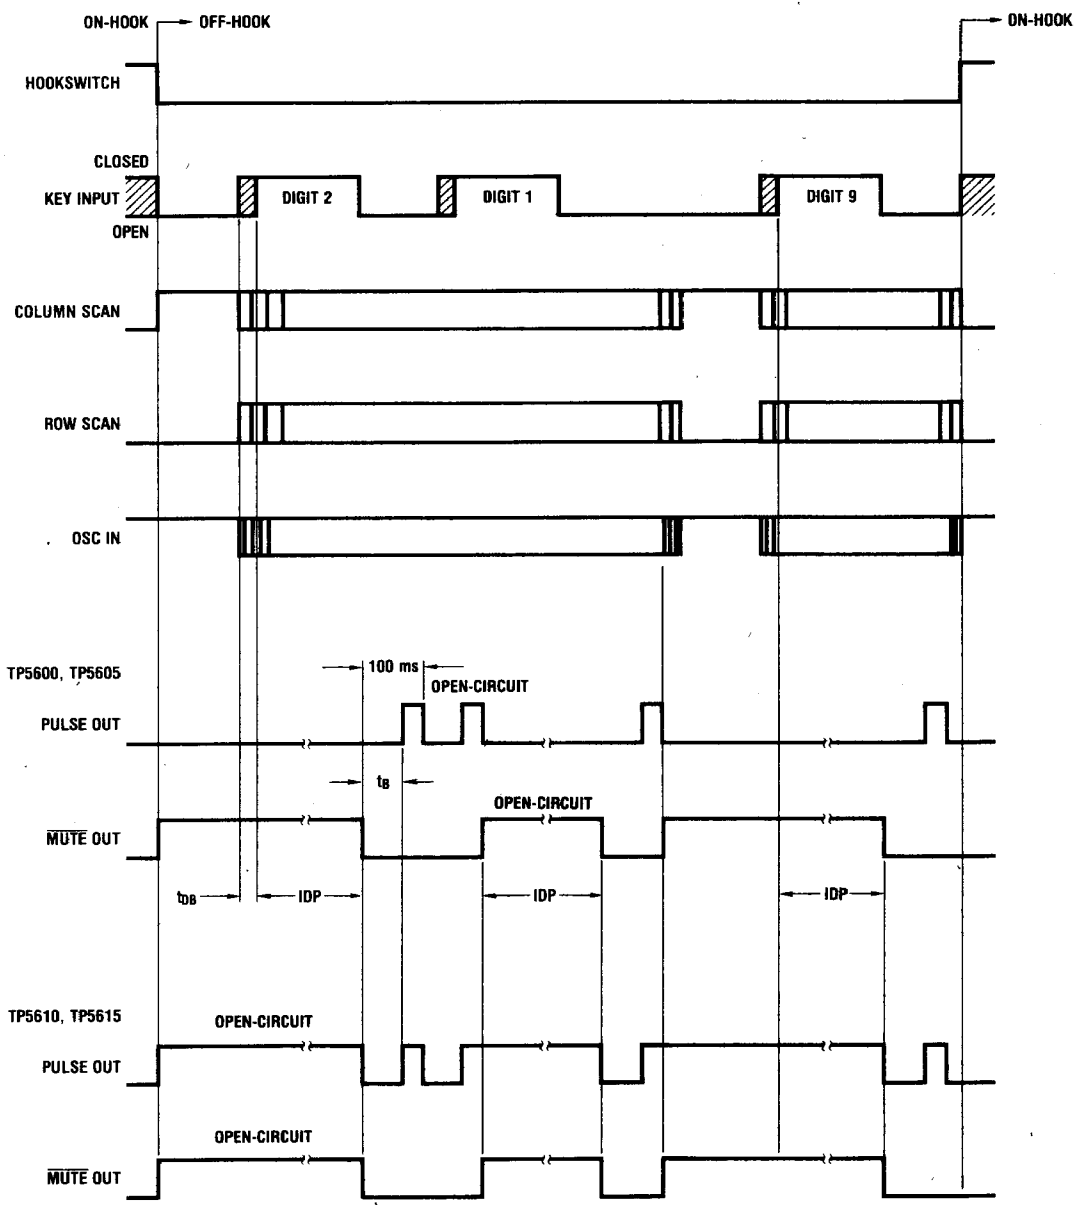 ON-HOOK OFF-HOOK ON-HOOK
HOOKSWITCH
CLOSED
KEY INPUT DIGIT 2 DIGIT 1 DIGIT 9
OPEN
COLUMN SCAN
ROW SCAN
OSC IN
TP5600, TP5605 100 ms
OPEN-CIRCUIT
PULSE OUT
tB
OPEN-CIRCUIT
MUTE OUT
tDB IDP IDP IDP
TP5610, TP5615
OPEN-CIRCUIT
PULSE OUT
OPEN-CIRCUIT
MUTE OUT